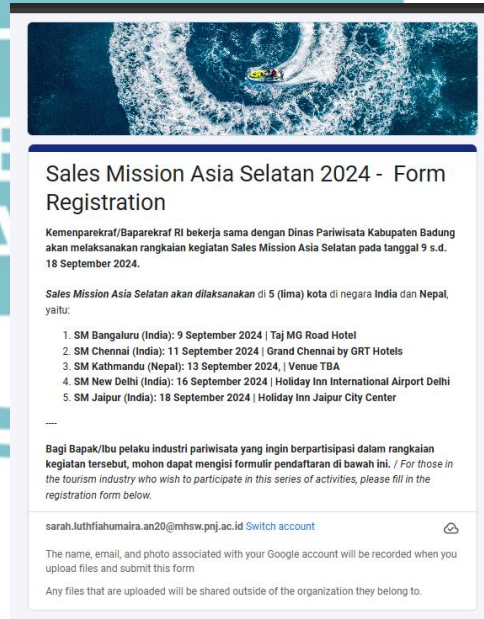 Sales Mission Asia Selatan 2024 - Form
Registration
Kemenparekraf/Baparekraf RI bekerja sama dengan Dinas Pariwisata Kabupaten Badung
akan melaksanakan rangkaian kegiatan Sales Mission Asia Selatan pada tanggal 9 s.d.
18 September 2024.
Sales Mission Asia Selatan akan dilaksanakan di 5 (lima) kota di negara India dan Nepal,
yaitu:
1. SM Bangaluru (India): 9 September 2024 | Taj MG Road Hotel
2. SM Chennai (India): 11 September 2024 | Grand Chennai by GRT Hotels
3. SM Kathmandu (Nepal): 13 September 2024, | Venue TBA
4. SM New Delhi (India): 16 September 2024 | Holiday Inn International Airport Delhi
5. SM Jaipur (India): 18 September 2024 | Holiday Inn Jaipur City Center
----
Bagi Bapak/Ibu pelaku industri pariwisata yang ingin berpartisipasi dalam rangkaian
kegiatan tersebut, mohon dapat mengisi formulir pendaftaran di bawah ini. / For those in
the tourism industry who wish to participate in this series of activities, please fill in the
registration form below.
sarah.luthfiahumaira.an20@mhsw.pnj.ac.id Switch account
The name, email, and photo associated with your Google account will be recorded when you
upload files and submit this form
Any files that are uploaded will be shared outside of the organization they belong to.